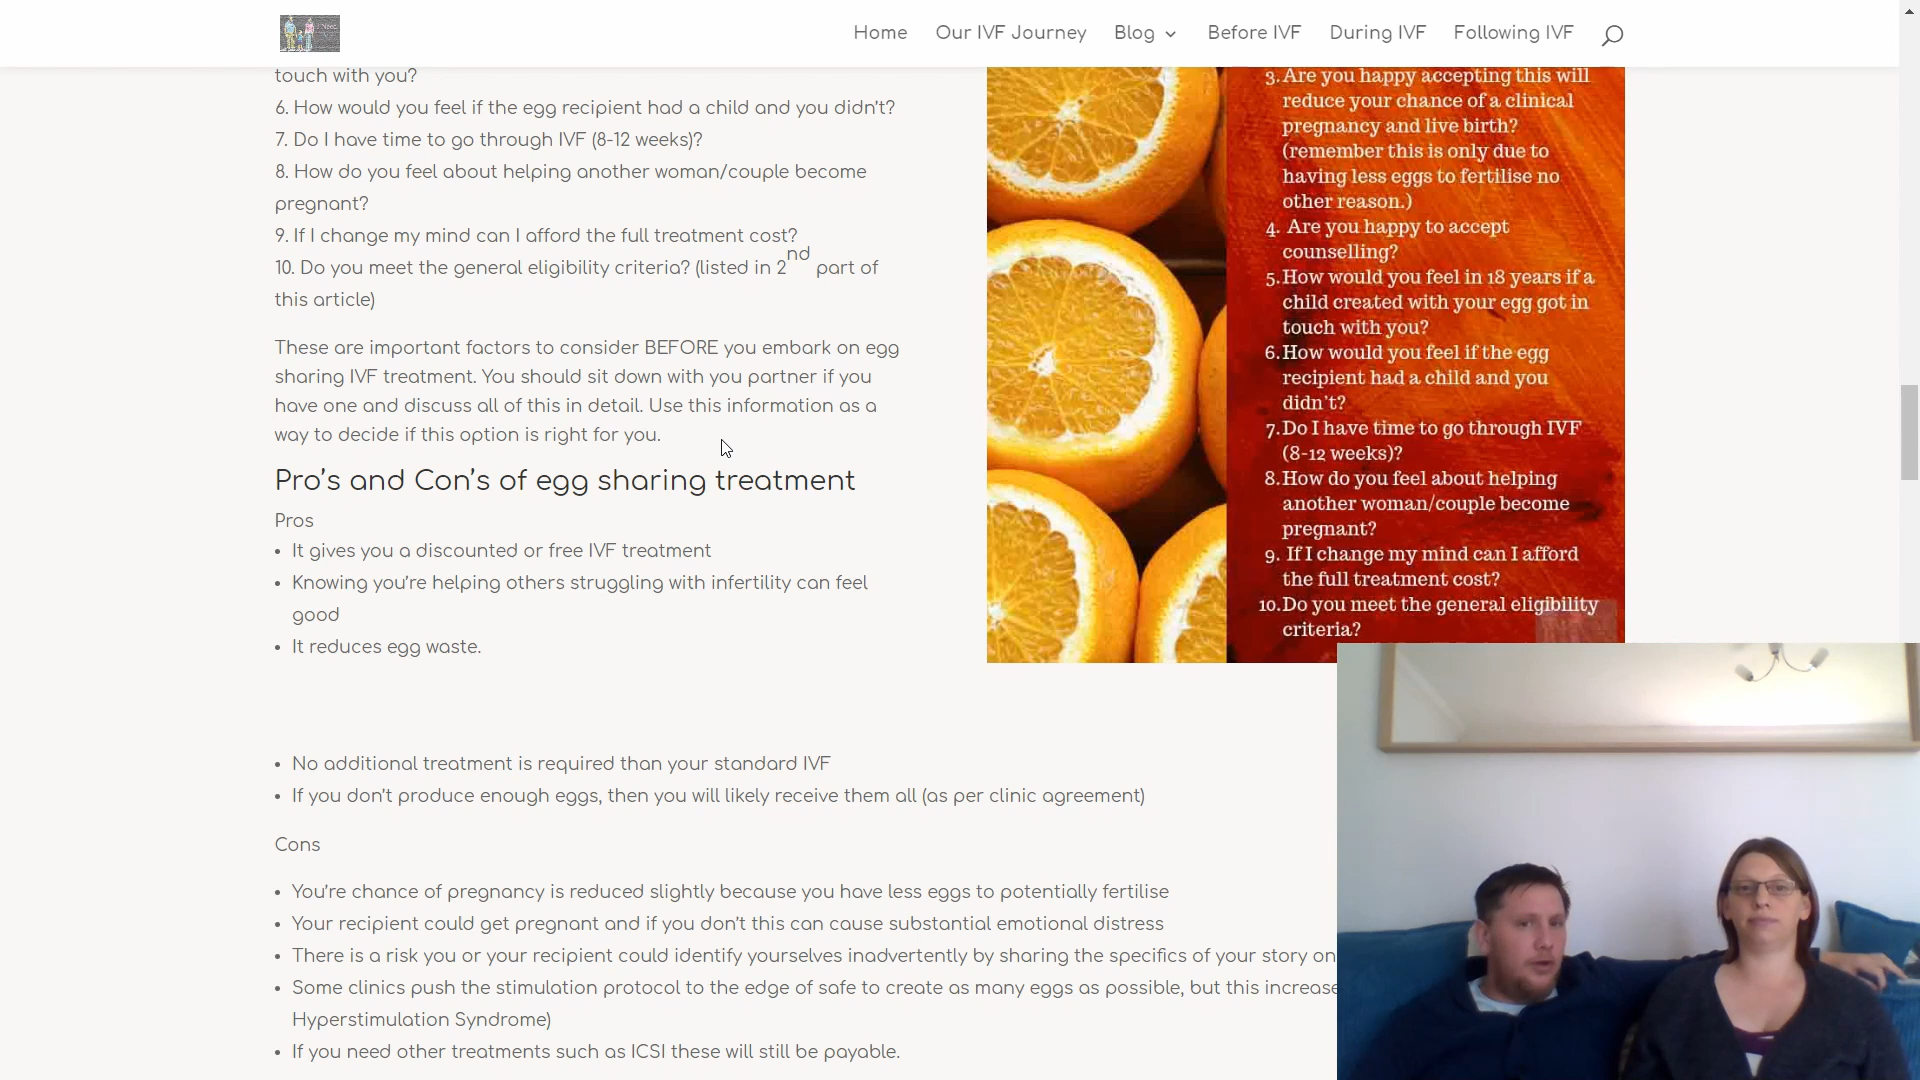 Home Our IVF Journey Blog Before IVF During IVF Following IVF
touch with you?
6. How would you feel if the egg recipient had a child and you didn't?
7. Do I have time to go through IVF (8-12 weeks)?
8. How do you feel about helping another woman/couple become
pregnant?
9. If I change my mind can I afford the full treatment cost?
10. Do you meet the general eligibility criteria? (listed in 2nd part of
this article)
These are important factors to consider BEFORE you embark on egg
sharing IVF treatment. You should sit down with you partner if you
have one and discuss all of this in detail. Use this information as a
way to decide if this option is right for you.
Pro's and Con's of egg sharing treatment
Pros
• It gives you a discounted or free IVF treatment
• Knowing you're helping others struggling with infertility can feel
good
• It reduces egg waste.
3. Are you happy accepting this will
reduce your chance of a clinical
pregnancy and live birth?
(remember this is only due to
having less eggs to fertilise no
other reason.)
4. Are you happy to accept
counselling?
5. How would you feel in 18 years if a
child created with your egg got in
touch with you?
6. How would you feel if the egg
recipient had a child and you
didn't?
7. Do I have time to go through IVF
(8-12 weeks)?
8. How do you feel about helping
another woman/couple become
pregnant?
9. If I change my mind can I afford
the full treatment cost?
10. Do you meet the general eligibility
criteria?
• No additional treatment is required than your standard IVF
• If you don't produce enough eggs, then you will likely receive them all (as per clinic agreement)
Cons
• You're chance of pregnancy is reduced slightly because you have less eggs to potentially fertilise
• Your recipient could get pregnant and if you don't this can cause substantial emotional distress
• There is a risk you or your recipient could identify yourselves inadvertently by sharing the specifics of your story on
• Some clinics push the stimulation protocol to the edge of safe to create as many eggs as possible, but this increase
Hyperstimulation Syndrome)
• If you need other treatments such as ICSI these will still be payable.